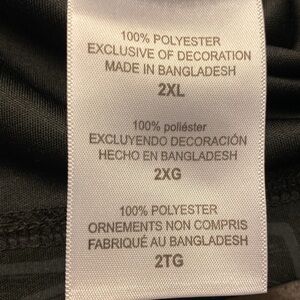 100% POLYESTER
EXCLUSIVE OF DECORATION
MADE IN BANGLADESH
2XL
100% poliéster
EXCLUYENDO DECORACIÓN
HECHO EN BANGLADESH
2XG
100% POLYESTER
ORNEMENTS NON COMPRIS
FABRIQUÉ AU BANGLADESH
2TG